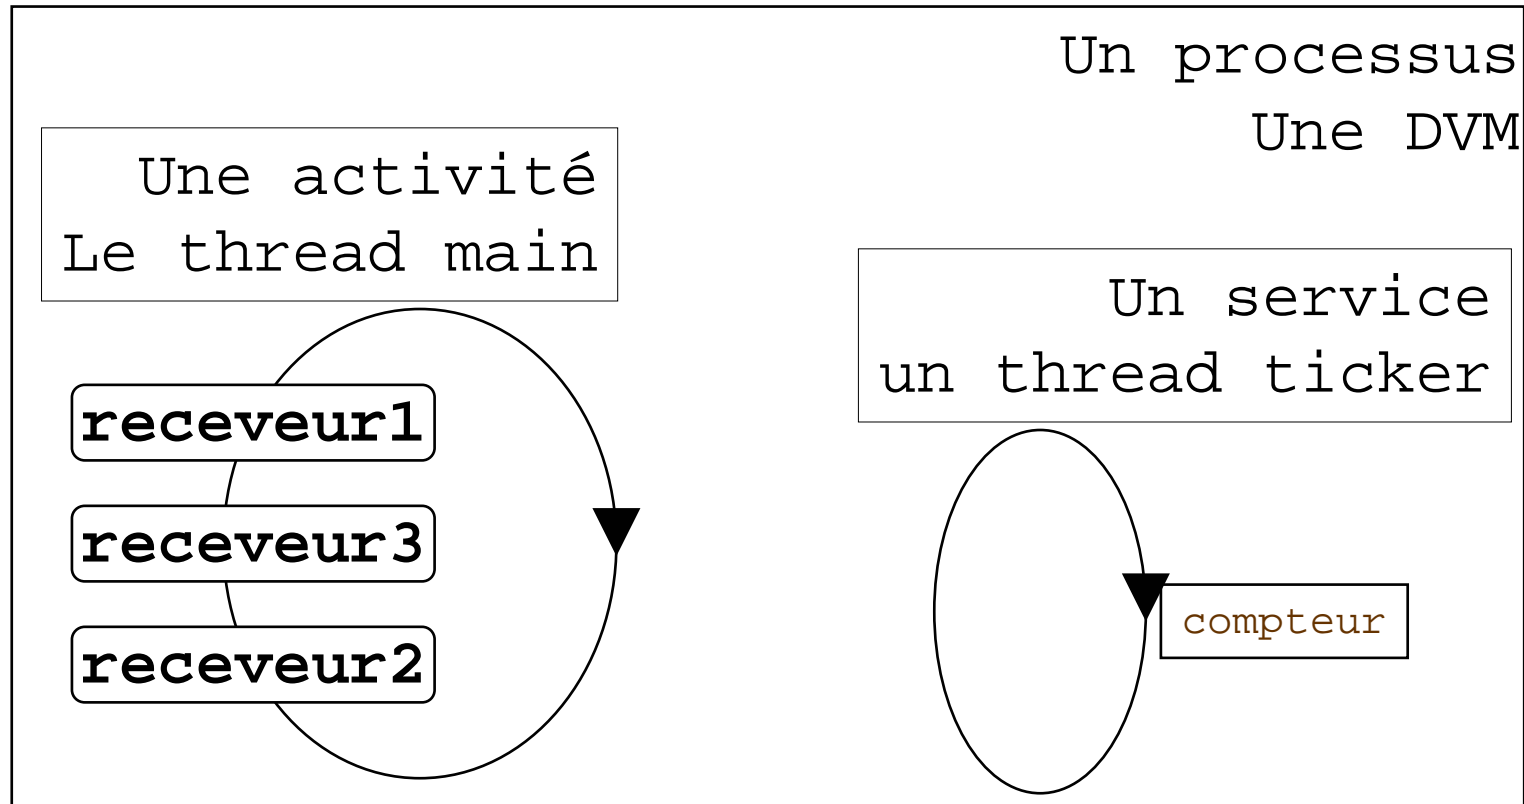 Un processus
Une DVM
Une activité
Le thread main
Un service
un thread ticker
receveur1
receveur3
receveur2
compteur